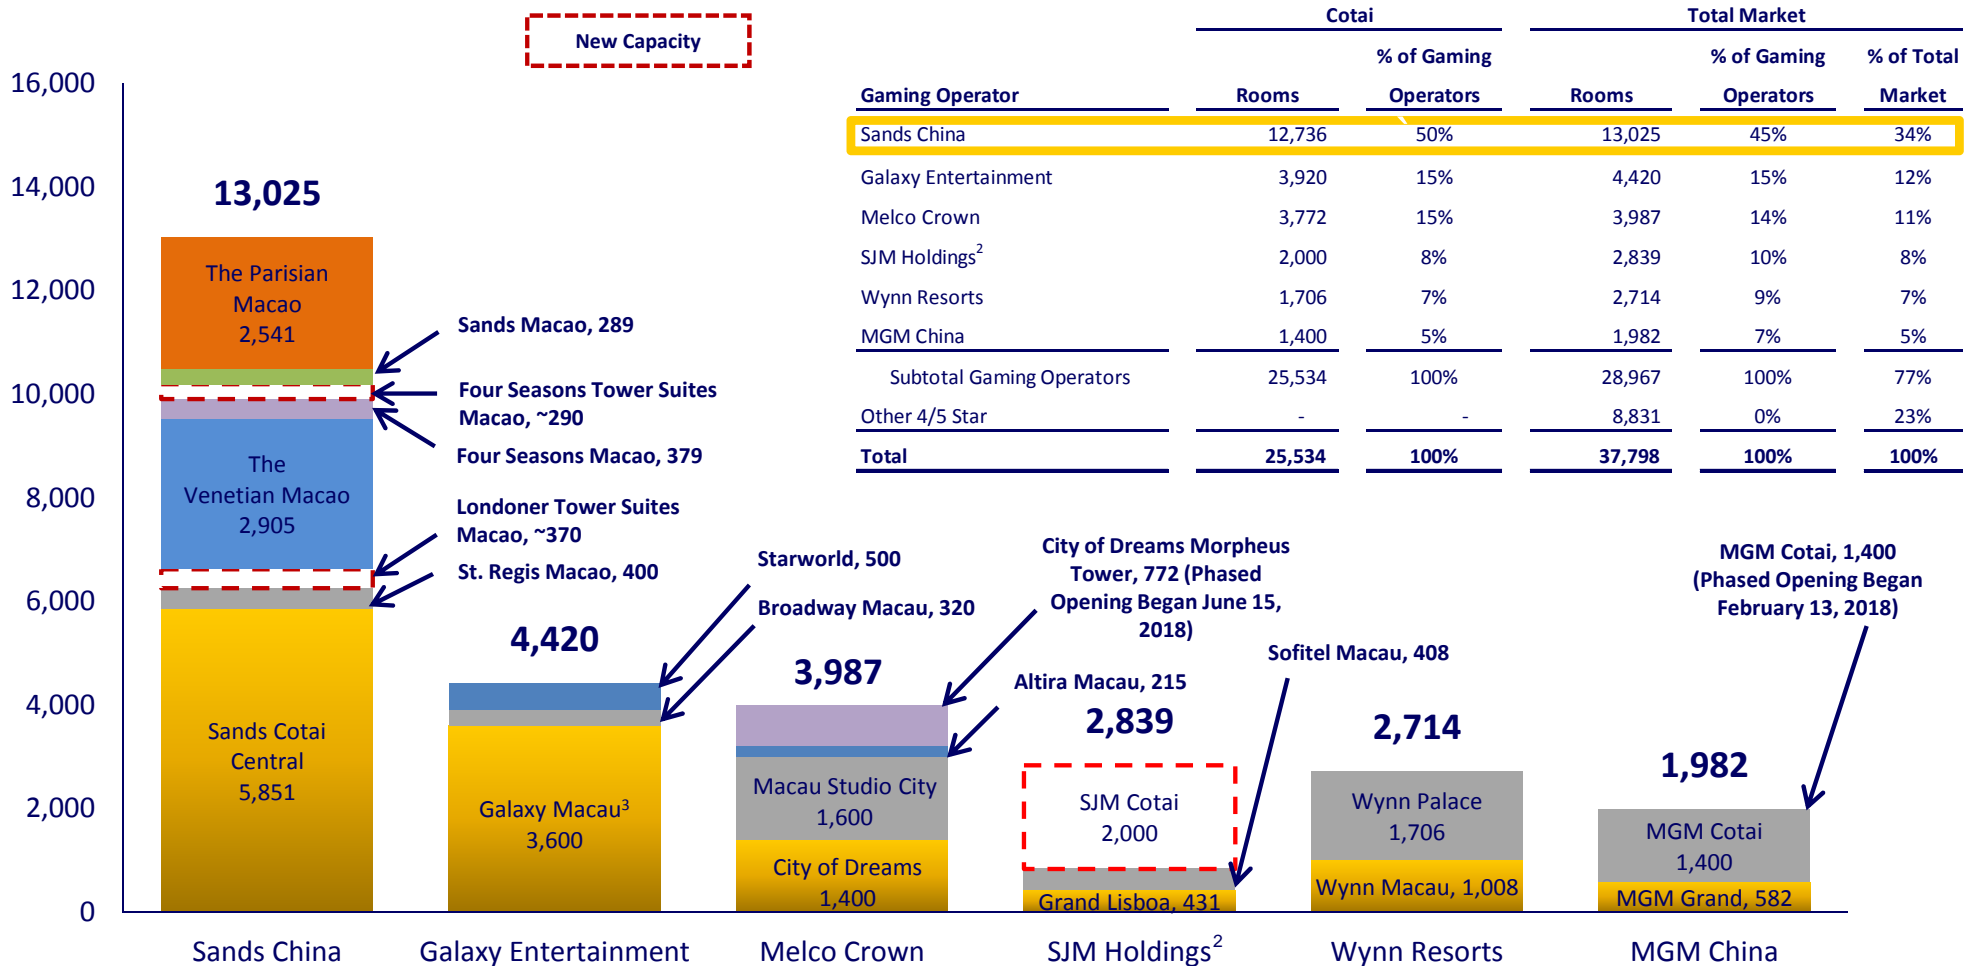 New Capacity
Cotai Total Market
% of Gaming % of Gaming % of Total
Gaming Operator Rooms Operators Rooms Operators Market
Sands China 12,736 50% 13,025 45% 34%
Galaxy Entertainment 3,920 15% 4,420 15% 12%
Melco Crown 3,772 15% 3,987 14% 11%
SJM Holdings2 2,000 8% 2,839 10% 8%
Wynn Resorts 1,706 7% 2,714 9% 7%
MGM China 1,400 5% 1,982 7% 5%
Subtotal Gaming Operators 25,534 100% 28,967 100% 77%
Other 4/5 Star - - 8,831 0% 23%
Total 25,534 100% 37,798 100% 100%
16,000
14,000
12,000
10,000
8,000
6,000
4,000
2,000
0
13,025
The Parisian
Macao
2,541
Sands Macao, 289
Four Seasons Tower Suites
Macao, ~290
Four Seasons Macao, 379
The
Venetian Macao
2,905
Londoner Tower Suites
Macao, ~370
St. Regis Macao, 400
Sands Cotai
Central
5,851
4,420
Starworld, 500
Broadway Macau, 320
Galaxy Macau3
3,600
3,987
City of Dreams Morpheus
Tower, 772 (Phased
Opening Began June 15,
2018)
Altira Macau, 215
Macau Studio City
1,600
City of Dreams
1,400
2,839
Sofitel Macau, 408
SJM Cotai
2,000
Grand Lisboa, 431
2,714
Wynn Palace
1,706
Wynn Macau, 1,008
1,982
MGM Cotai, 1,400
(Phased Opening Began
February 13, 2018)
MGM Cotai
1,400
MGM Grand, 582
Sands China
Galaxy Entertainment
Melco Crown
SJM Holdings2
Wynn Resorts
MGM China